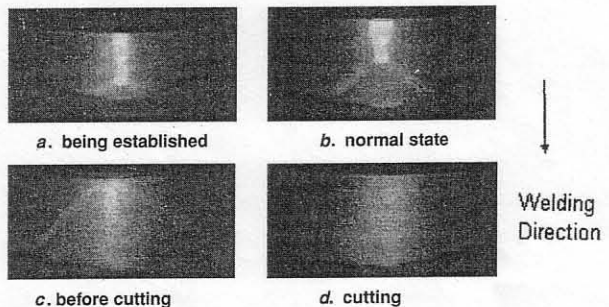 a. being established
b. normal state
c. before cutting
d. cutting
Welding
Direction